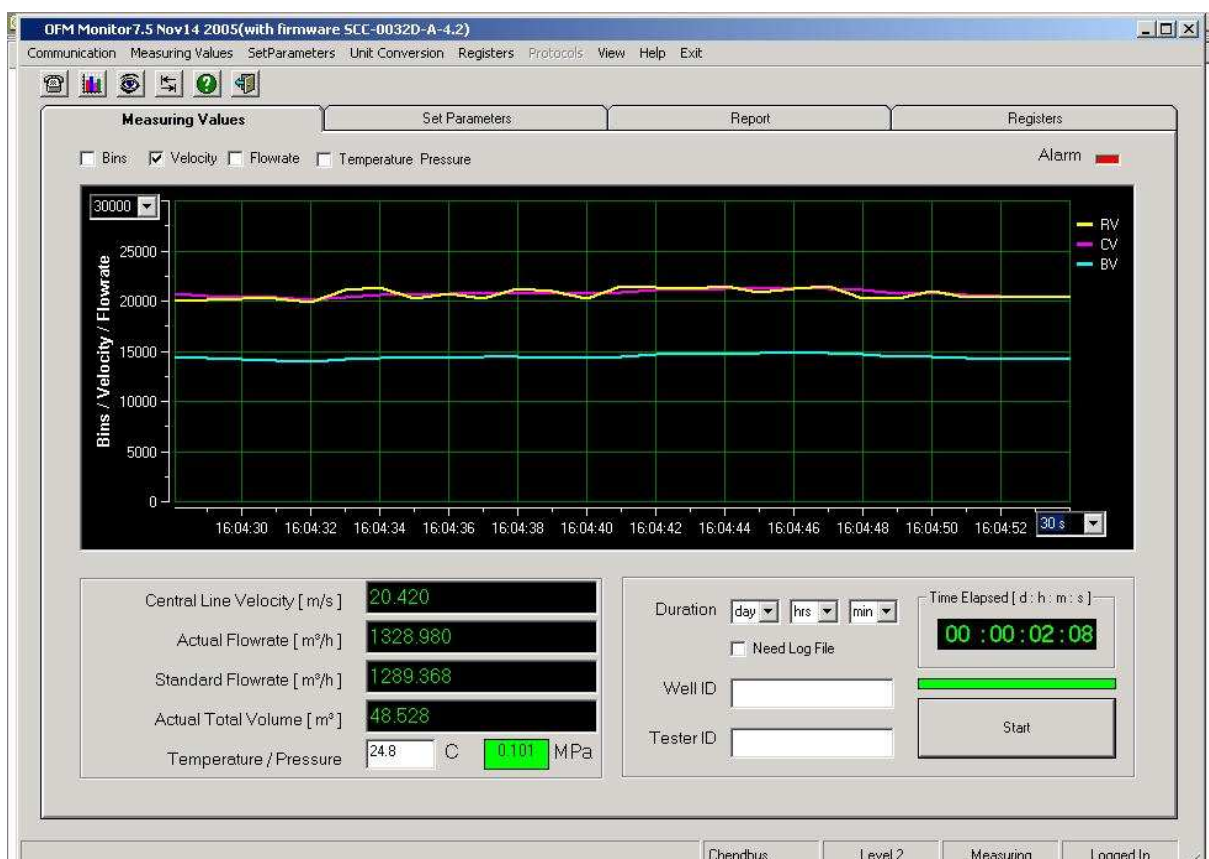 OFM Monitor7.5 Nov14 2005(with firmware SCC-0032D-A-4.2)
Communication Measuring Values SetParameters Unit Conversion Registers Protocols View Help Exit
Measuring Values Set Parameters Report Registers
Bins Velocity Flowrate Temperature Pressure Alarm
30000
25000
20000
15000
10000
5000
0
Bins / Velocity / Flowrate
RV
CV
BV
16:04:30 16:04:32 16:04:34 16:04:36 16:04:38 16:04:40 16:04:42 16:04:44 16:04:46 16:04:48 16:04:50 16:04:52 30 s
Central Line Velocity [ m/s ] 20.420
Actual Flowrate [ m³/h ] 1328.980
Standard Flowrate [ m³/h ] 1289.368
Actual Total Volume [ m³ ] 48.528
Temperature / Pressure 24.8 C 0.101 MPa
Duration day hrs min
Need Log File
Well ID
Tester ID
Time Elapsed [ d : h : m : s ]
00 :00:02:08
Start
Chendbus Level 2 Measuring Logged In